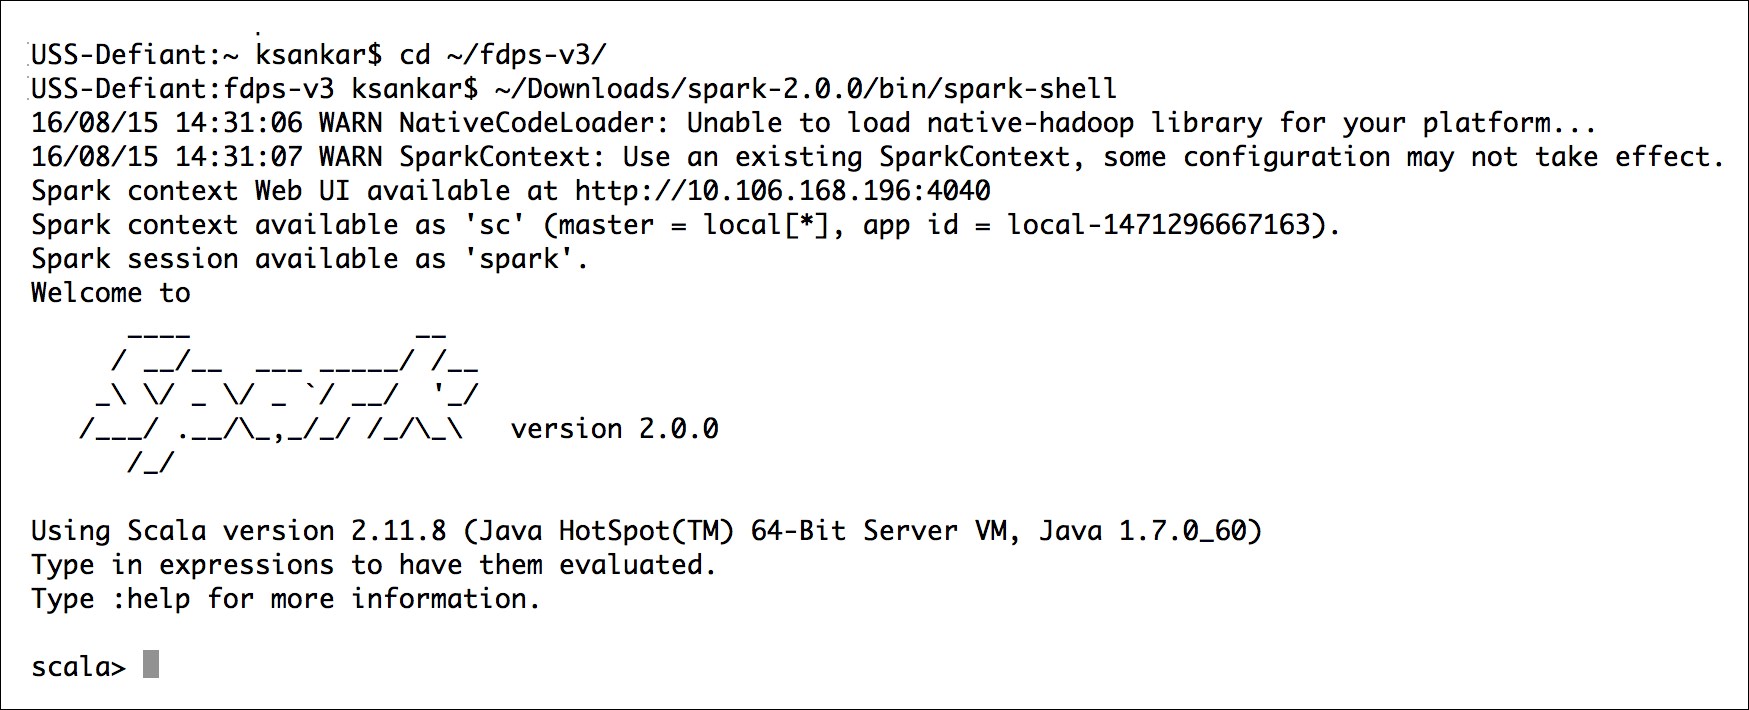 USS-Defiant:~ ksankar$ cd ~/fdps-v3/
USS-Defiant:fdps-v3 ksankar$ ~/Downloads/spark-2.0.0/bin/spark-shell
16/08/15 14:31:06 WARN NativeCodeLoader: Unable to load native-hadoop library for your platform...
16/08/15 14:31:07 WARN SparkContext: Use an existing SparkContext, some configuration may not take effect.
Spark context Web UI available at http://10.106.168.196:4040
Spark context available as 'sc' (master = local[*], app id = local-1471296667163).
Spark session available as 'spark'.
Welcome to
      ____              __
     / __/__  ___ _____/ /__
    _\ \/ _ \/ _ `/ __/  '_/
   /___/ .__/\_,_/_/ /_/\_\   version 2.0.0
      /_/
Using Scala version 2.11.8 (Java HotSpot(TM) 64-Bit Server VM, Java 1.7.0_60)
Type in expressions to have them evaluated.
Type :help for more information.
scala>